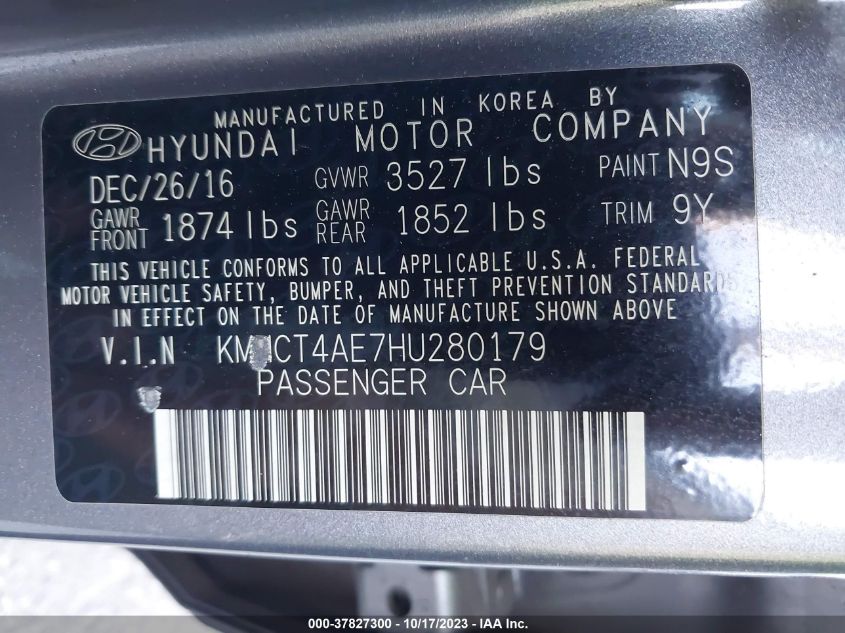 MANUFACTURED IN KOREA BY
HYUNDAI MOTOR COMPANY
DEC/26/16 GVWR 3527 lbs PAINT N9S
GAWR FRONT 1874 lbs GAWR REAR 1852 lbs TRIM 9Y
THIS VEHICLE CONFORMS TO ALL APPLICABLE U.S.A. FEDERAL
MOTOR VEHICLE SAFETY, BUMPER, AND THEFT PREVENTION STANDARDS
IN EFFECT ON THE DATE OF MANUFACTURE SHOWN ABOVE
V.I.N KMHCT4AE7HU280179
PASSENGER CAR
000-37827300 - 10/17/2023 - IAAI.com